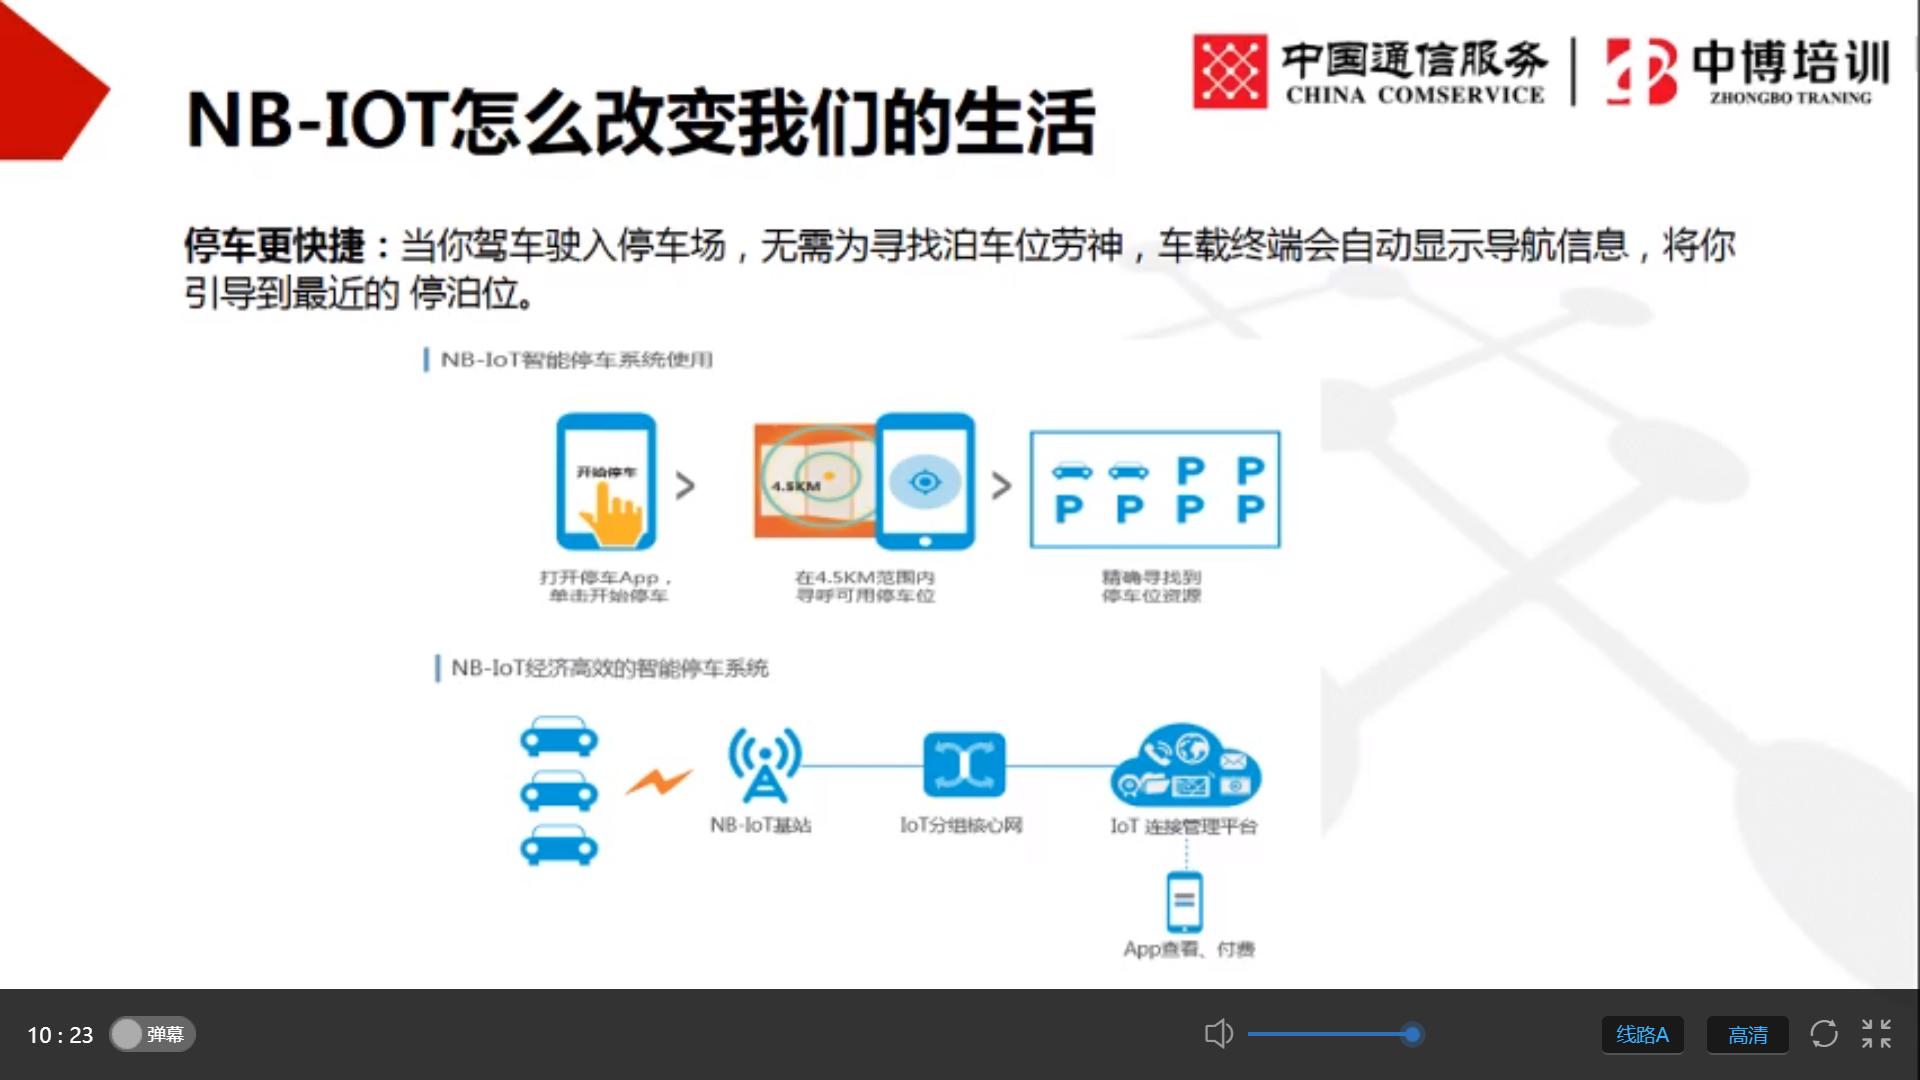 中国通信服务
CHINA COMSERVICE
中博培训
ZHONGBO TRANING
NB-IOT怎么改变我们的生活
停车更快捷：当你驾车驶入停车场，无需为寻找泊车位劳神，车载终端会自动显示导航信息，将你
引导到最近的 停泊位。
NB-IoT智能停车系统使用
开始停车
4.5KM
P P
P P P P
打开停车App，
单击开始停车
在4.5KM范围内
寻呼可用停车位
精确寻找到
停车位资源
NB-IoT经济高效的智能停车系统
NB-IoT基站
IoT分组核心网
IoT 连接管理平台
App查看、付费
10 : 23
弹幕
线路A
高清